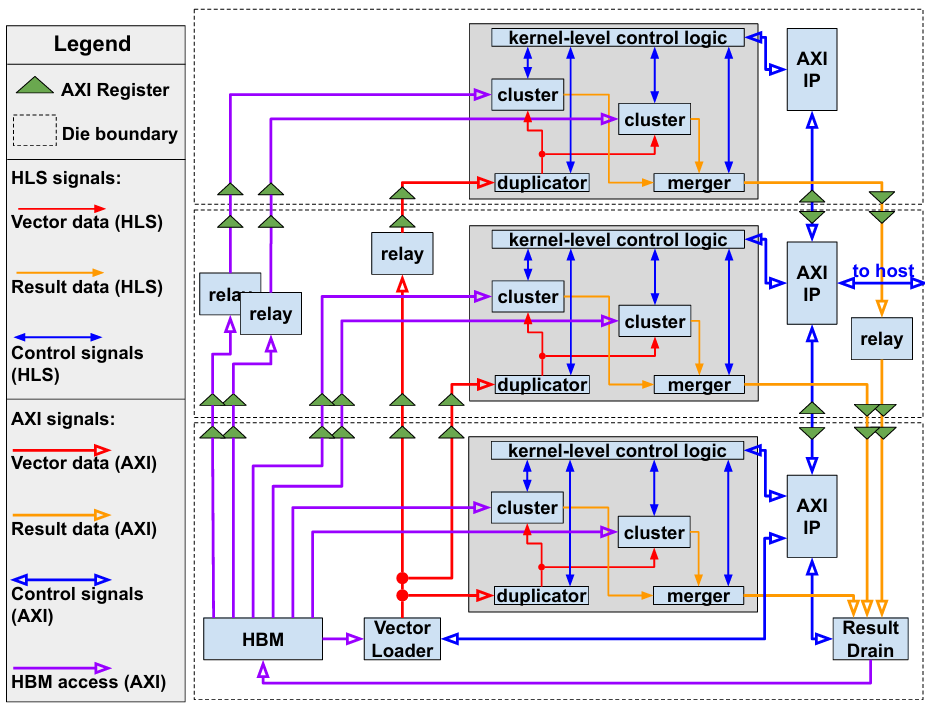 Legend
AXI Register
Die boundary
HLS signals:
Vector data (HLS)
Result data (HLS)
Control signals
(HLS)
AXI signals:
Vector data (AXI)
Result data (AXI)
Control signals
(AXI)
HBM access (AXI)
kernel-level control logic
cluster
cluster
duplicator
merger
AXI
IP
relay
relay
relay
kernel-level control logic
cluster
cluster
duplicator
merger
AXI
IP
to host
relay
kernel-level control logic
cluster
cluster
duplicator
merger
AXI
IP
HBM
Vector
Loader
Result
Drain